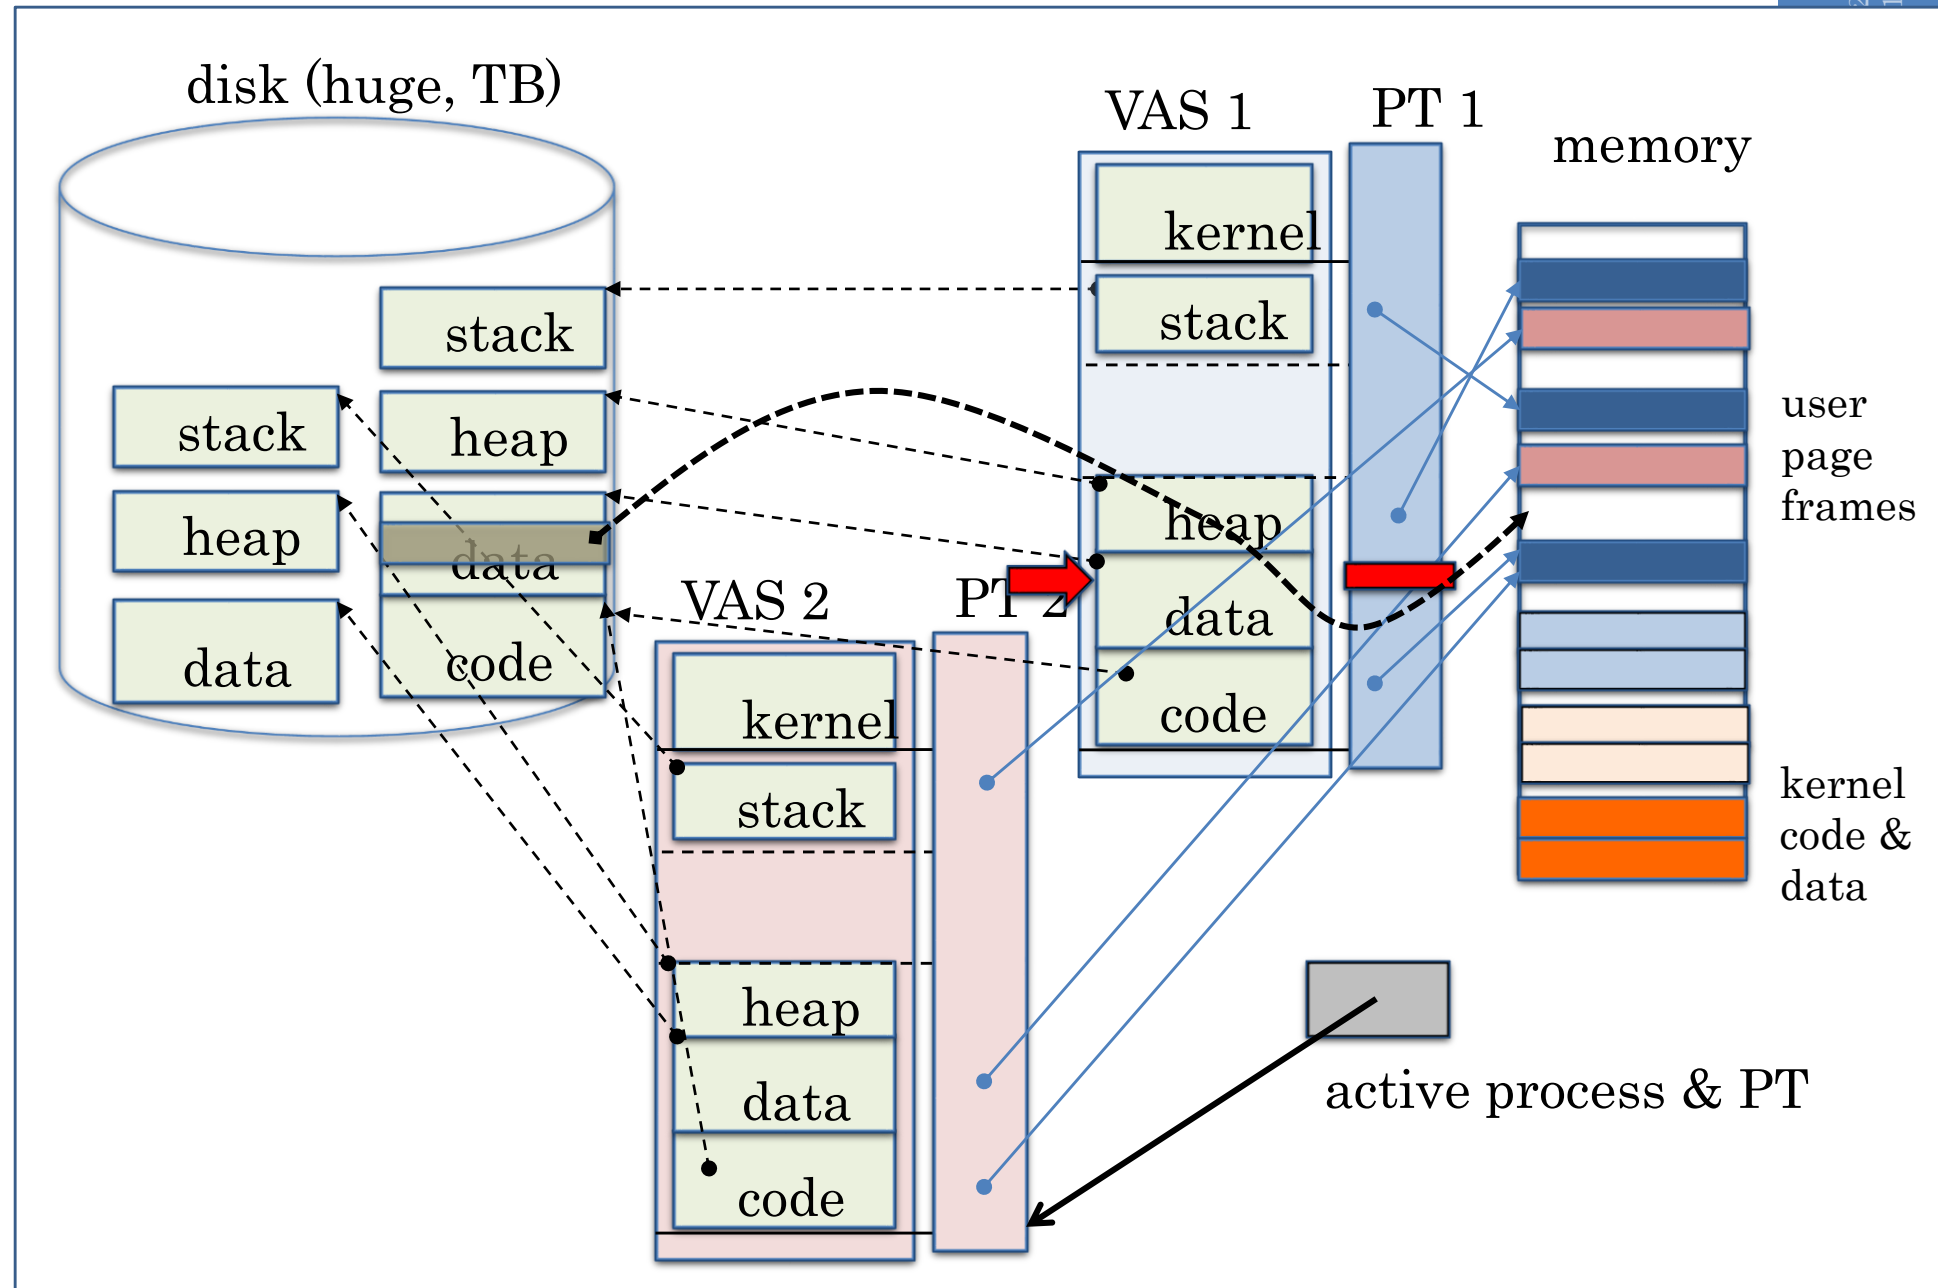 disk (huge, TB)
stack
heap
data
code
stack
heap
data
VAS 1
PT 1
kernel
stack
heap
data
code
VAS 2
PT 2
kernel
stack
heap
data
code
memory
user
page
frames
kernel
code &
data
active process & PT